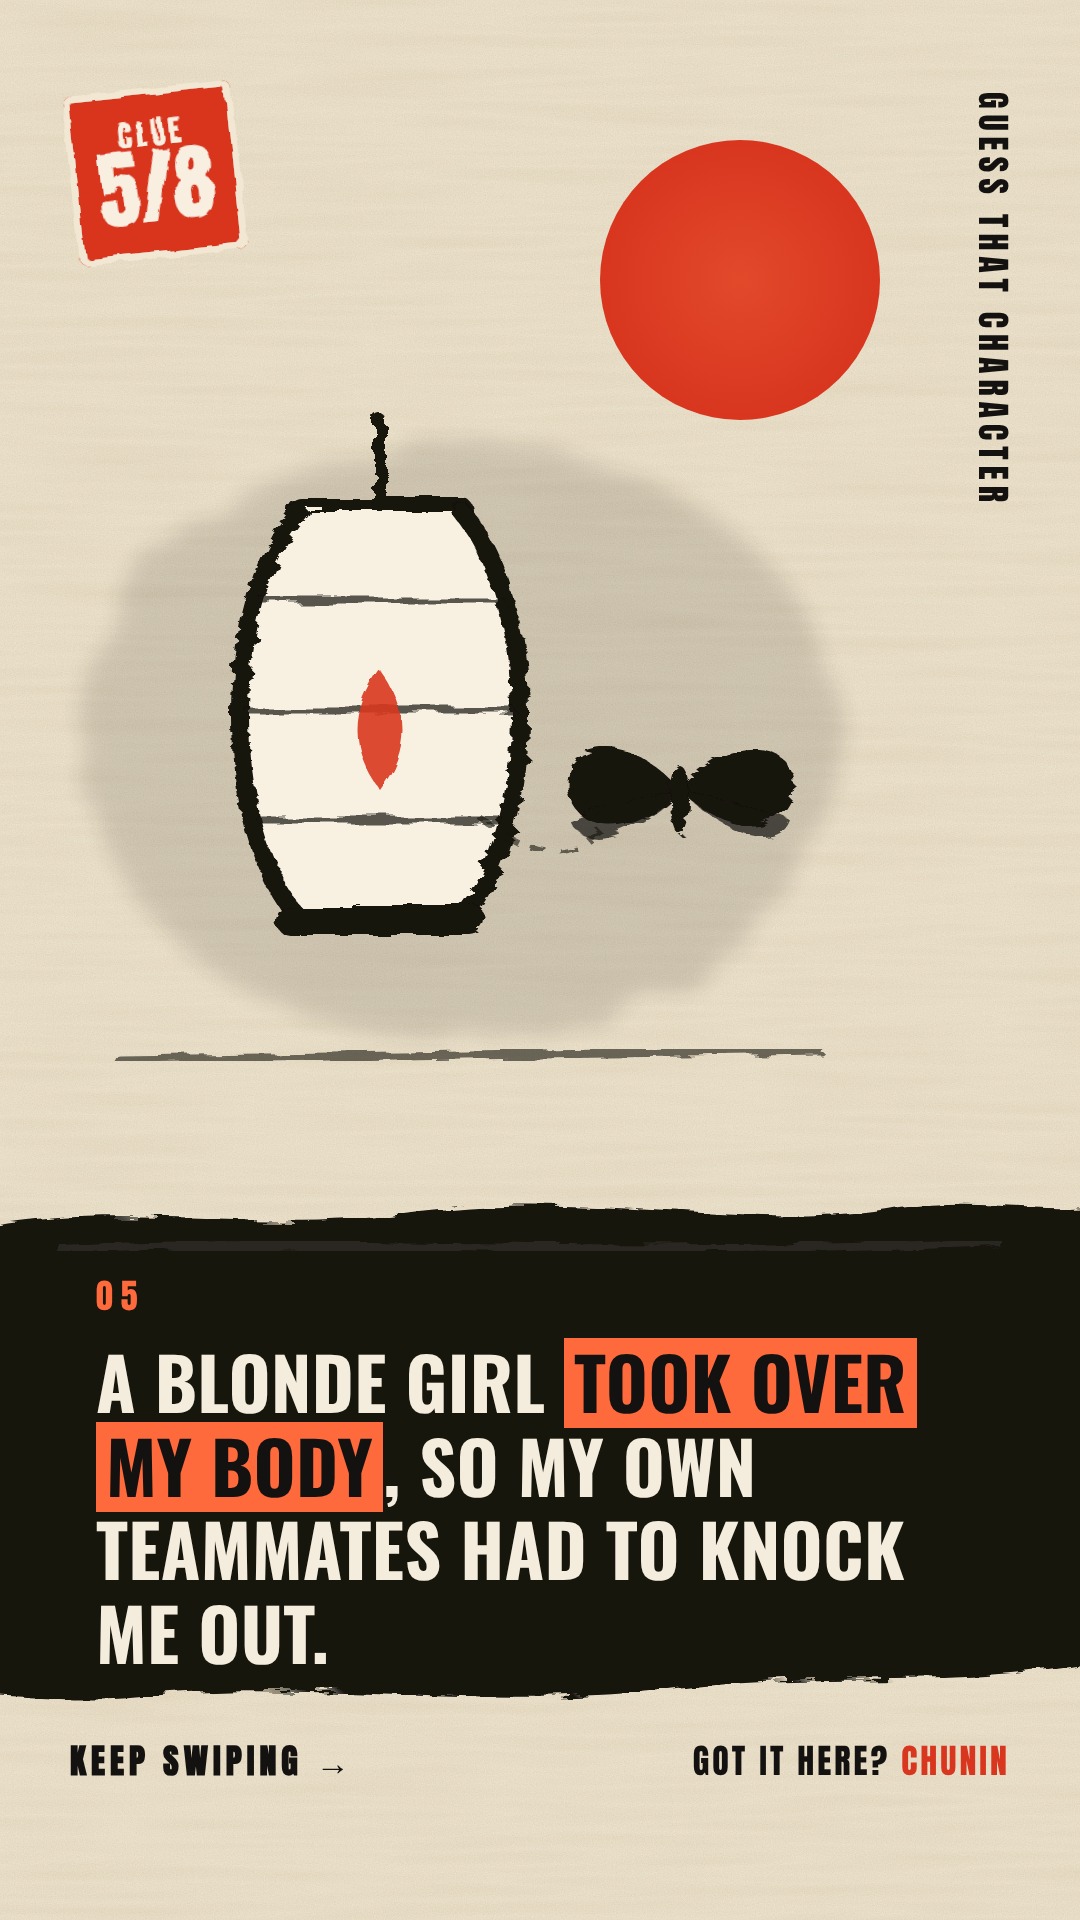 CLUE
5/8
GUESS THAT CHARACTER
05
A BLONDE GIRL TOOK OVER
MY BODY, SO MY OWN
TEAMMATES HAD TO KNOCK
ME OUT.
KEEP SWIPING →
GOT IT HERE? CHUNIN